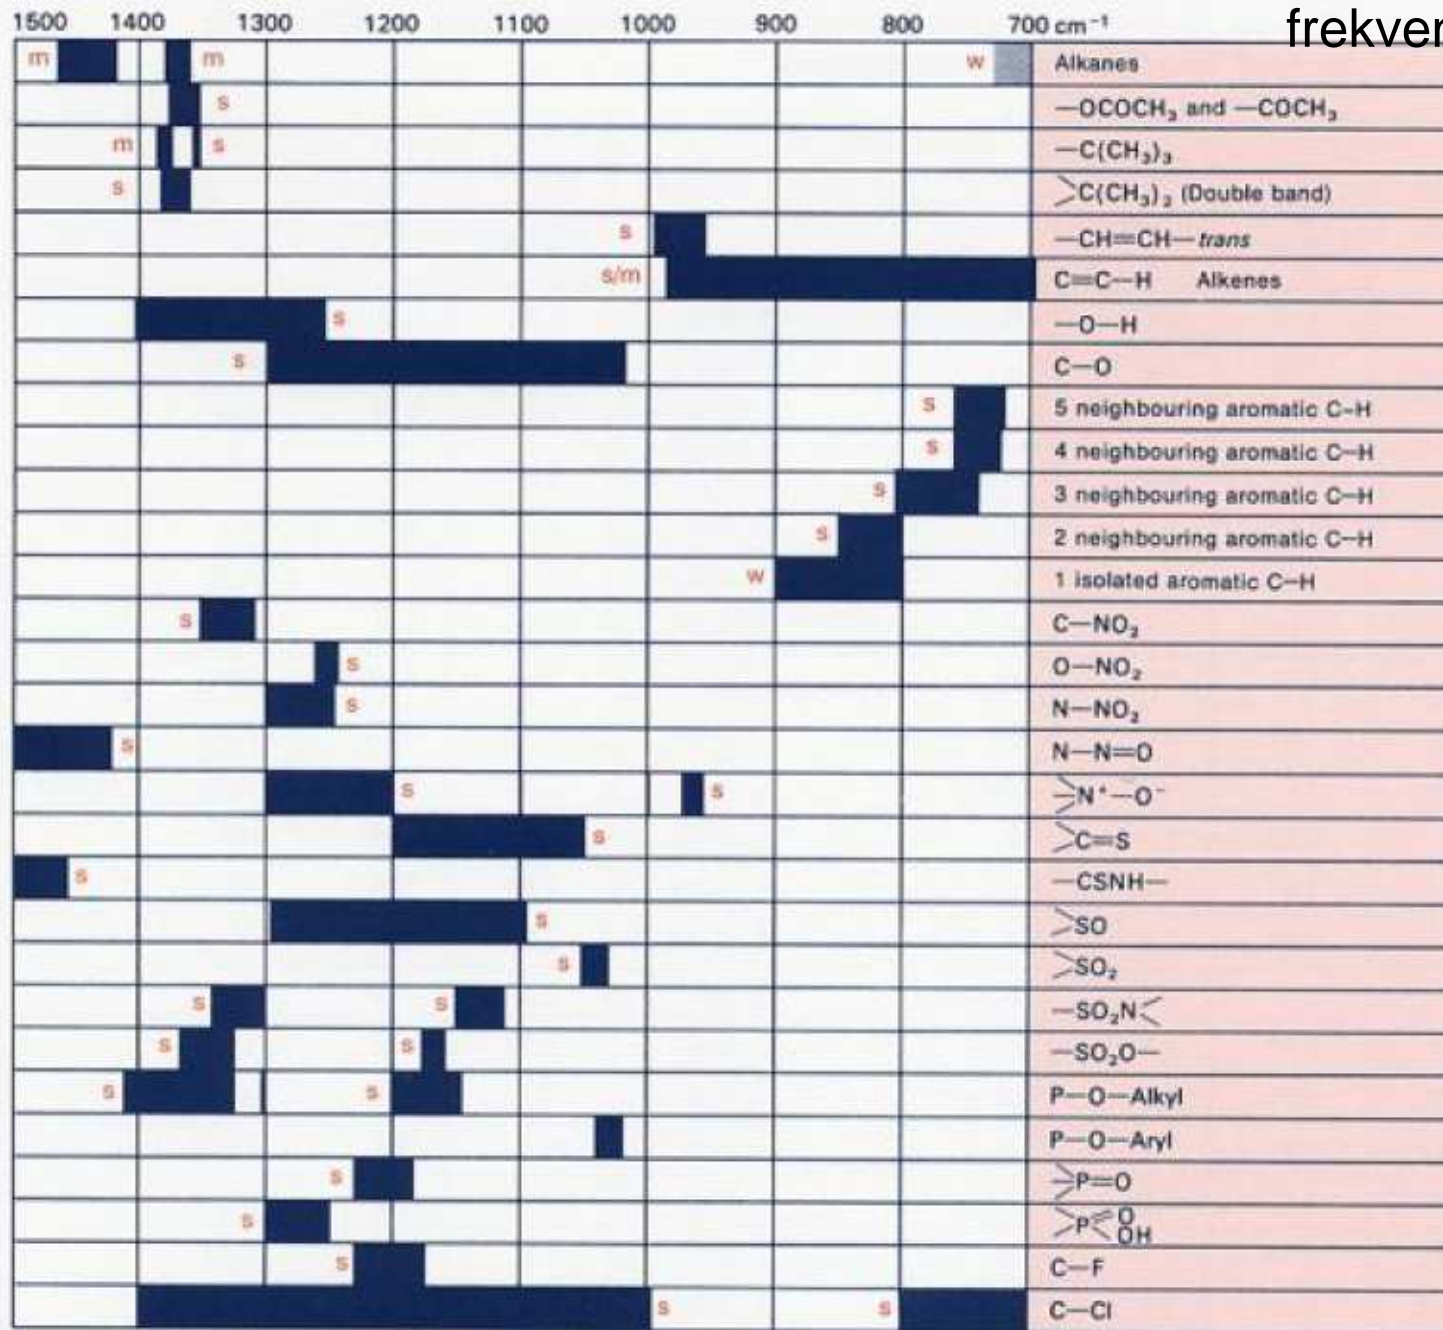 frekver
1500 1400 1300 1200 1100 1000 900 800 700 cm⁻¹
m m w Alkanes
s —OCOCH₃ and —COCH₃
m s —C(CH₃)₃
s >C(CH₃)₂ (Double band)
s —CH=CH—trans
s/m C=C—H Alkenes
s —O—H
s C—O
s 5 neighbouring aromatic C-H
s 4 neighbouring aromatic C—H
s 3 neighbouring aromatic C—H
s 2 neighbouring aromatic C—H
w 1 isolated aromatic C—H
s C—NO₂
s O—NO₂
s N—NO₂
s N—N=O
s s N⁺—O⁻
s >C=S
s —CSNH—
s >SO
s >SO₂
s s —SO₂N<
s s —SO₂O—
s s P—O—Alkyl
P—O—Aryl
s P=O
s >P=O OH
s C—F
s s C—Cl